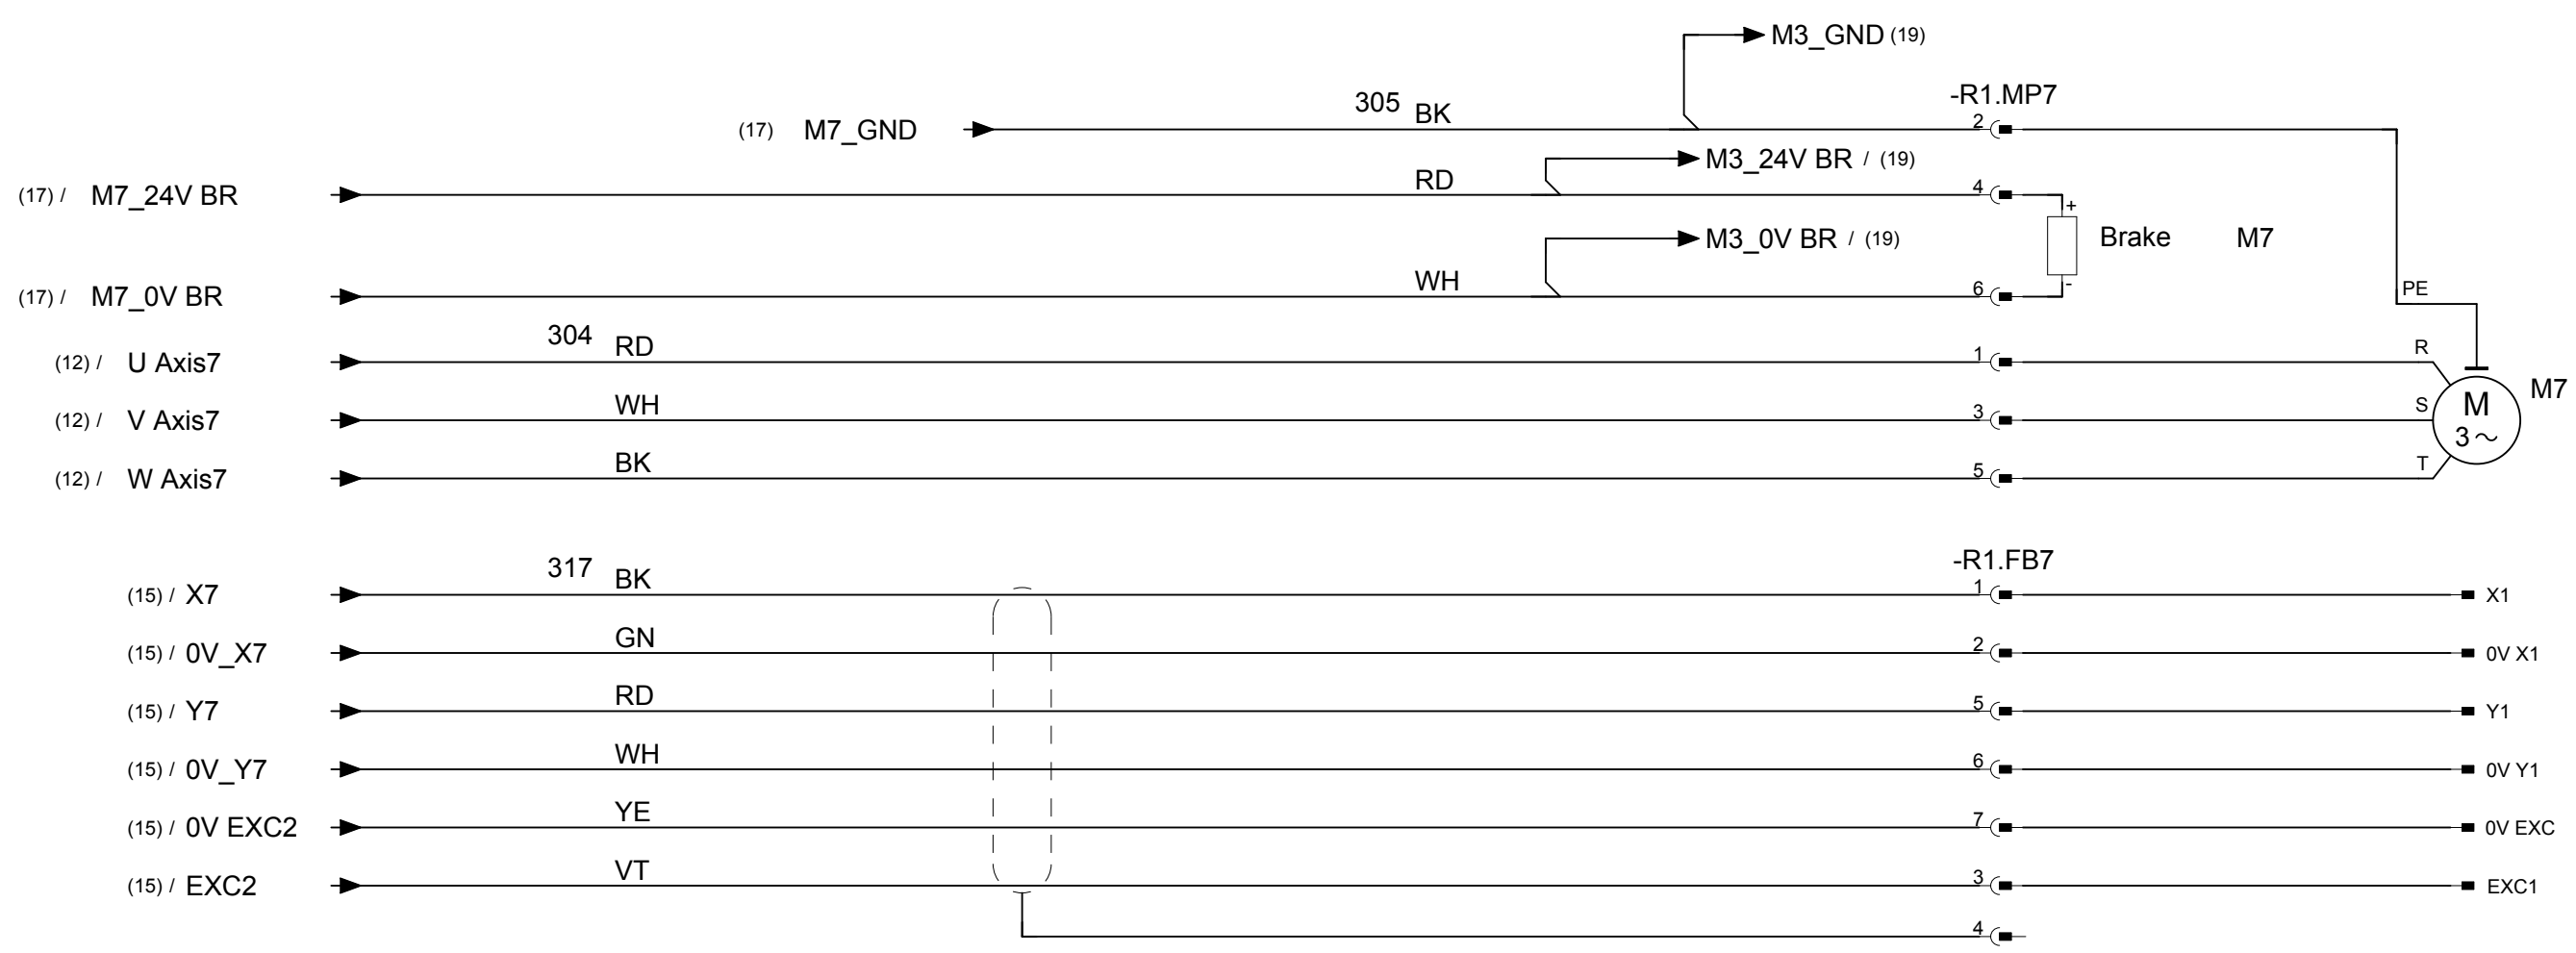 M3_GND (19)
-R1.MP7
305 BK
(17) M7_GND 2
M3_24V BR / (19)
(17) / M7_24V BR RD 4
+
M3_0V BR / (19)
Brake M7
(17) / M7_0V BR WH 6
-
PE
304 RD
(12) / U Axis7 1 R
M7
(12) / V Axis7 WH 3 S
M
3~
(12) / W Axis7 BK 5 T
-R1.FB7
317 BK
(15) / X7 1 X1
(15) / 0V_X7 GN 2 0V X1
(15) / Y7 RD 5 Y1
(15) / 0V_Y7 WH 6 0V Y1
(15) / 0V EXC2 YE 7 0V EXC
(15) / EXC2 VT 3 EXC1
4